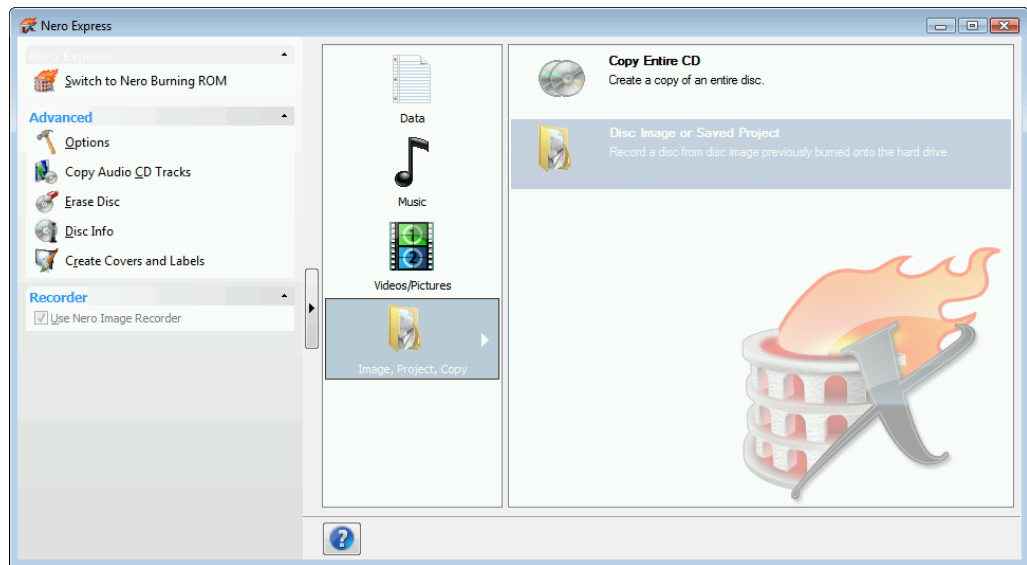 Nero Express
Nero Express
Switch to Nero Burning ROM
Advanced
Options
Copy Audio CD Tracks
Erase Disc
Disc Info
Create Covers and Labels
Recorder
Use Nero Image Recorder
Data
Music
1
2
Videos/Pictures
Image, Project, Copy
Copy Entire CD
Create a copy of an entire disc.
Disc Image or Saved Project
Record a disc from disc image previously burned onto the hard drive.
?